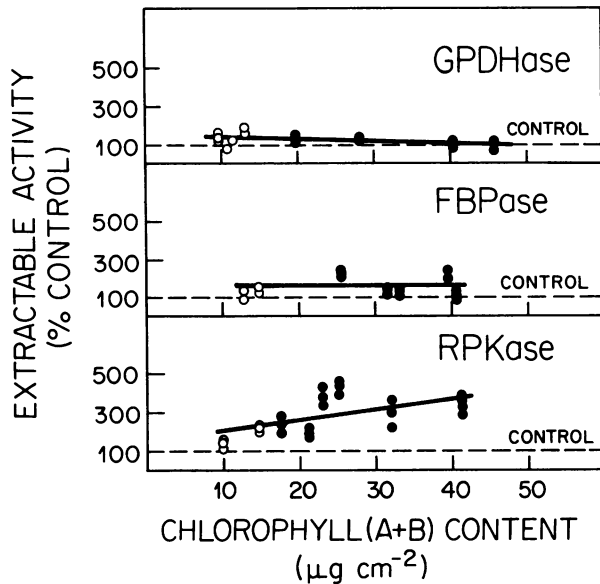 EXTRACTABLE ACTIVITY
(% CONTROL)
GPDHase
500
300
100
CONTROL
FBPase
500
300
100
CONTROL
RPKase
500
300
100
CONTROL
10 20 30 40 50
CHLOROPHYLL(A+B) CONTENT
(μg cm-2)